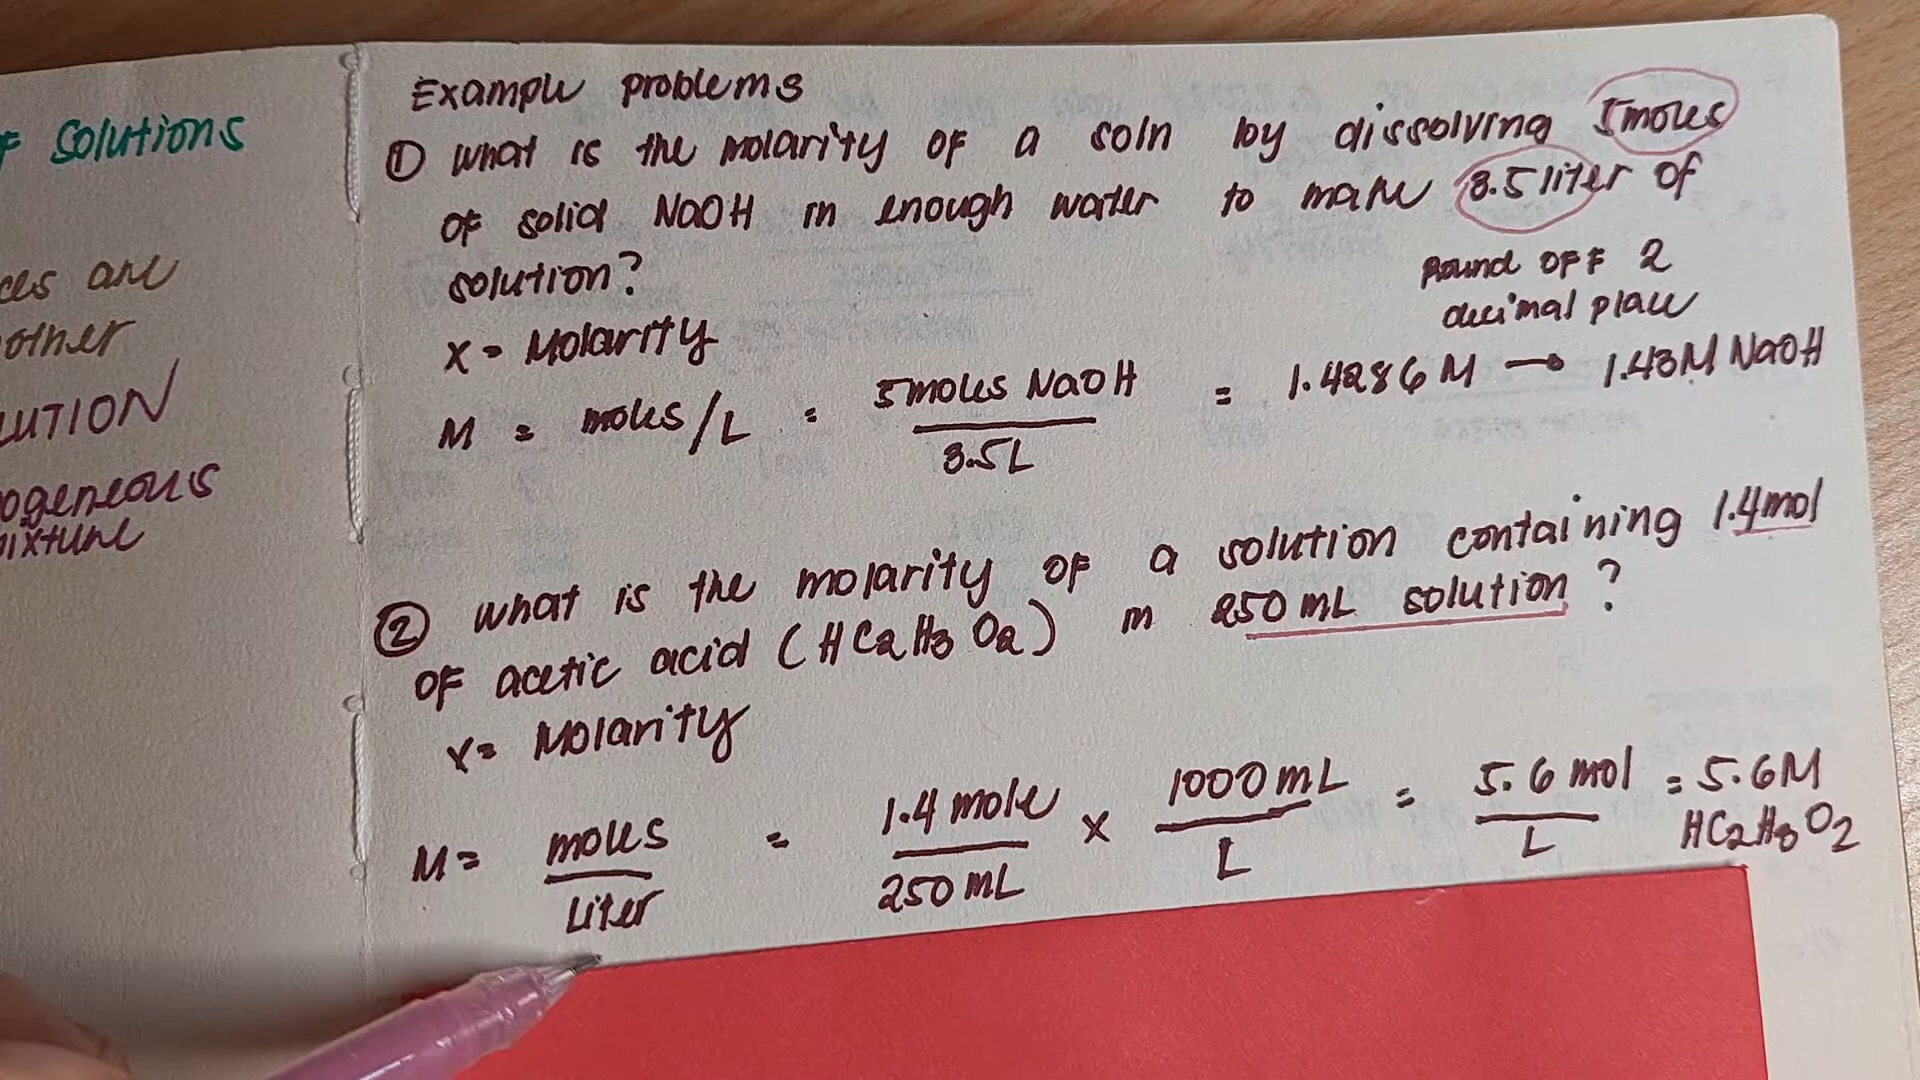 F solutions
ces are
other
LUTION
ogeneous
ixture
Example problems
① What is the molarity of a soln by dissolving 5moles
of solid NaOH in enough water to make 3.5 liter of
solution?
Round off 2
decimal place
X = Molarity
M = moles/L = 5moles NaOH / 3.5L = 1.4286 M → 1.43M NaOH
② What is the molarity of a solution containing 1.4mol
of acetic acid (HC2H3O2) in 250 mL solution?
X = Molarity
M = moles / liter = 1.4 mole / 250 mL x 1000 mL / L = 5.6 mol / L = 5.6M
HC2H3O2